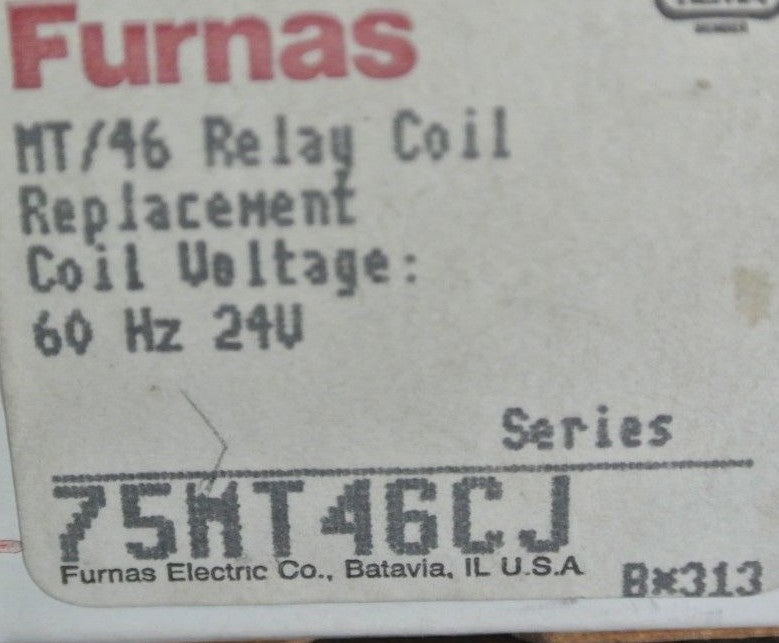 Furnas
MT/46 Relay Coil
Replacement
Coil Voltage:
60 Hz 24V
Series
75MT46CJ
Furnas Electric Co., Batavia, IL U.S.A
B*313
MEMBER